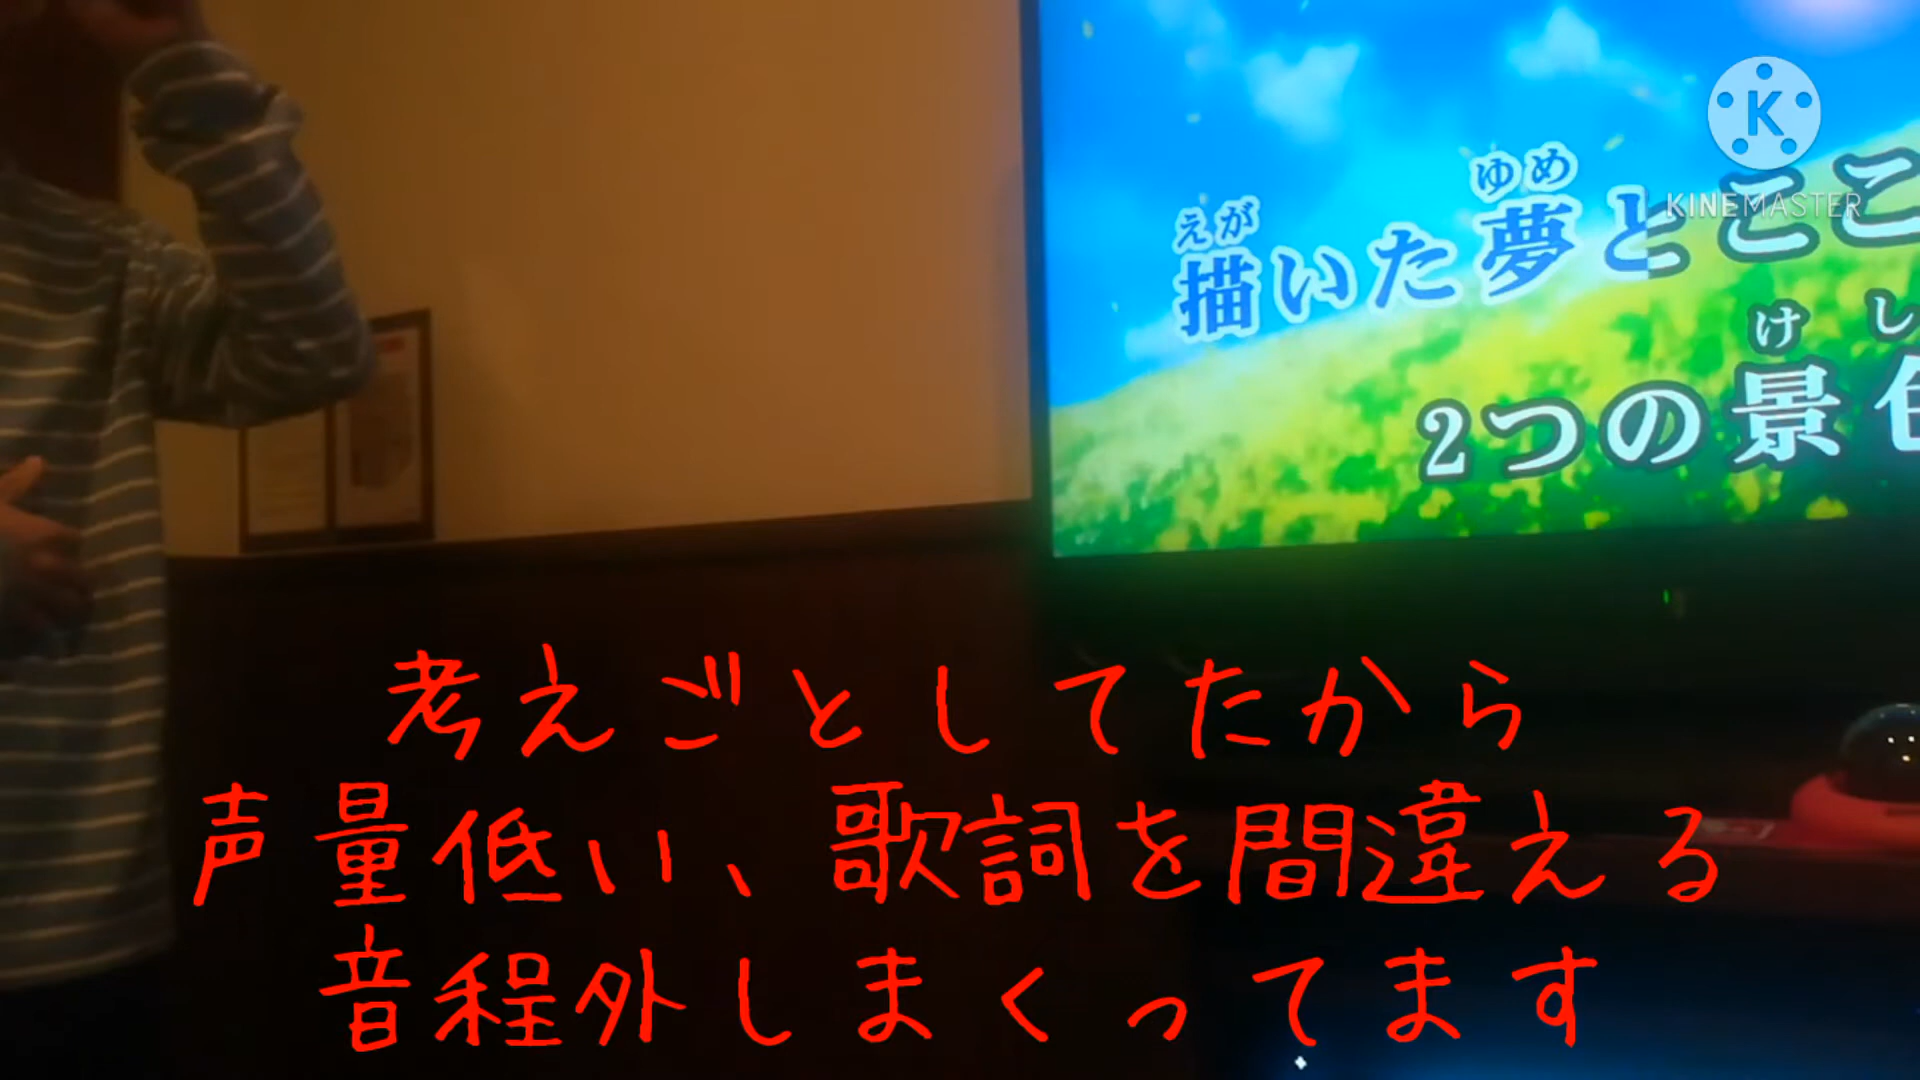 K
KINEMASTER
えが
ゆめ
描いた夢とここ
け し
2つの景色
考えごとしてたから
声量低い、歌詞を間違える
音程外しまくってます